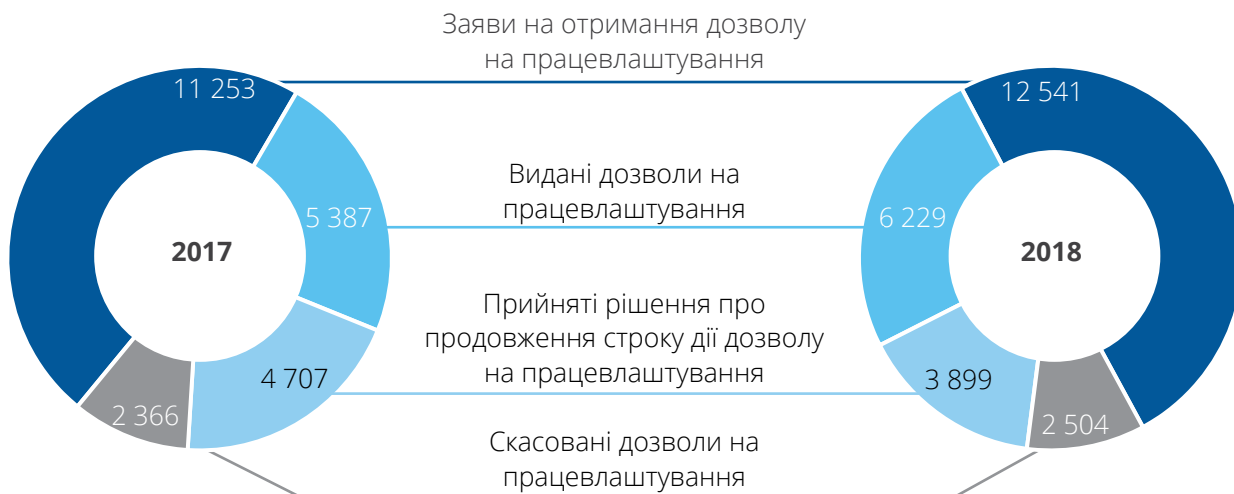 Заяви на отримання дозволу
на працевлаштування
11 253
12 541
Видані дозволи на
працевлаштування
5 387
6 229
2017
2018
Прийняті рішення про
продовження строку дії дозволу
на працевлаштування
4 707
3 899
2 366
2 504
Скасовані дозволи на
працевлаштування